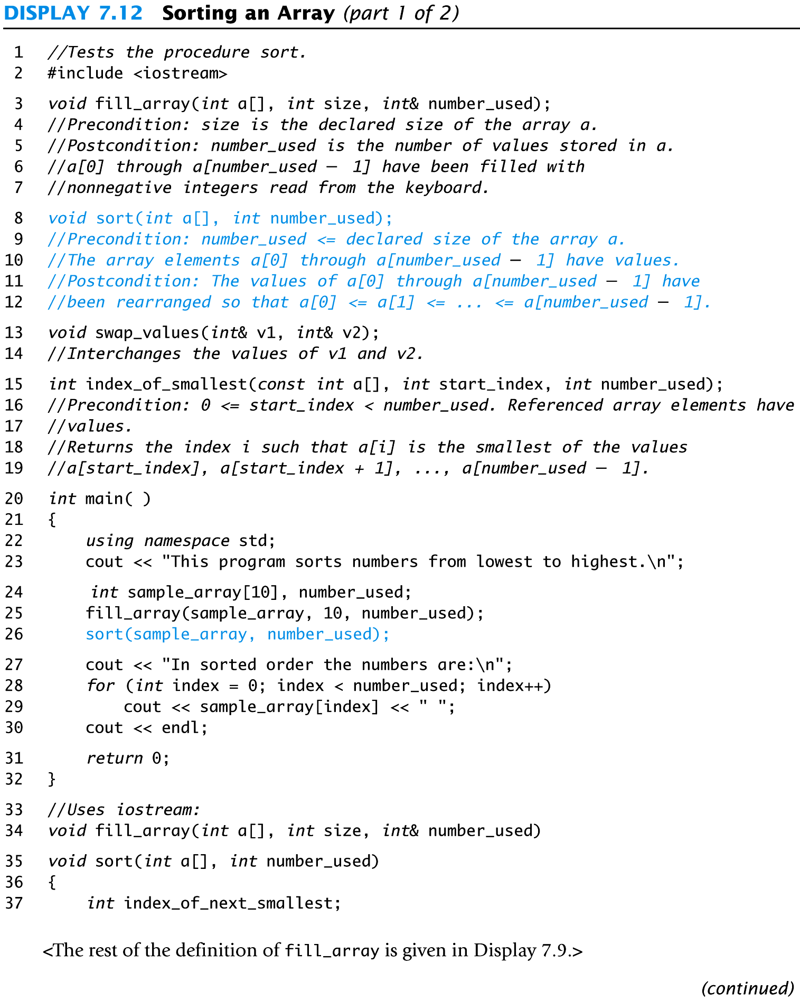 DISPLAY 7.12 Sorting an Array (part 1 of 2)
1 //Tests the procedure sort.
2 #include <iostream>
3 void fill_array(int a[], int size, int& number_used);
4 //Precondition: size is the declared size of the array a.
5 //Postcondition: number_used is the number of values stored in a.
6 //a[0] through a[number_used − 1] have been filled with
7 //nonnegative integers read from the keyboard.
8 void sort(int a[], int number_used);
9 //Precondition: number_used <= declared size of the array a.
10 //The array elements a[0] through a[number_used − 1] have values.
11 //Postcondition: The values of a[0] through a[number_used − 1] have
12 //been rearranged so that a[0] <= a[1] <= ... <= a[number_used − 1].
13 void swap_values(int& v1, int& v2);
14 //Interchanges the values of v1 and v2.
15 int index_of_smallest(const int a[], int start_index, int number_used);
16 //Precondition: 0 <= start_index < number_used. Referenced array elements have
17 //values.
18 //Returns the index i such that a[i] is the smallest of the values
19 //a[start_index], a[start_index + 1], ..., a[number_used − 1].
20 int main( )
21 {
22     using namespace std;
23     cout << "This program sorts numbers from lowest to highest.\n";
24     int sample_array[10], number_used;
25     fill_array(sample_array, 10, number_used);
26     sort(sample_array, number_used);
27     cout << "In sorted order the numbers are:\n";
28     for (int index = 0; index < number_used; index++)
29         cout << sample_array[index] << " ";
30     cout << endl;
31     return 0;
32 }
33 //Uses iostream:
34 void fill_array(int a[], int size, int& number_used)
35 void sort(int a[], int number_used)
36 {
37     int index_of_next_smallest;
<The rest of the definition of fill_array is given in Display 7.9.>
(continued)